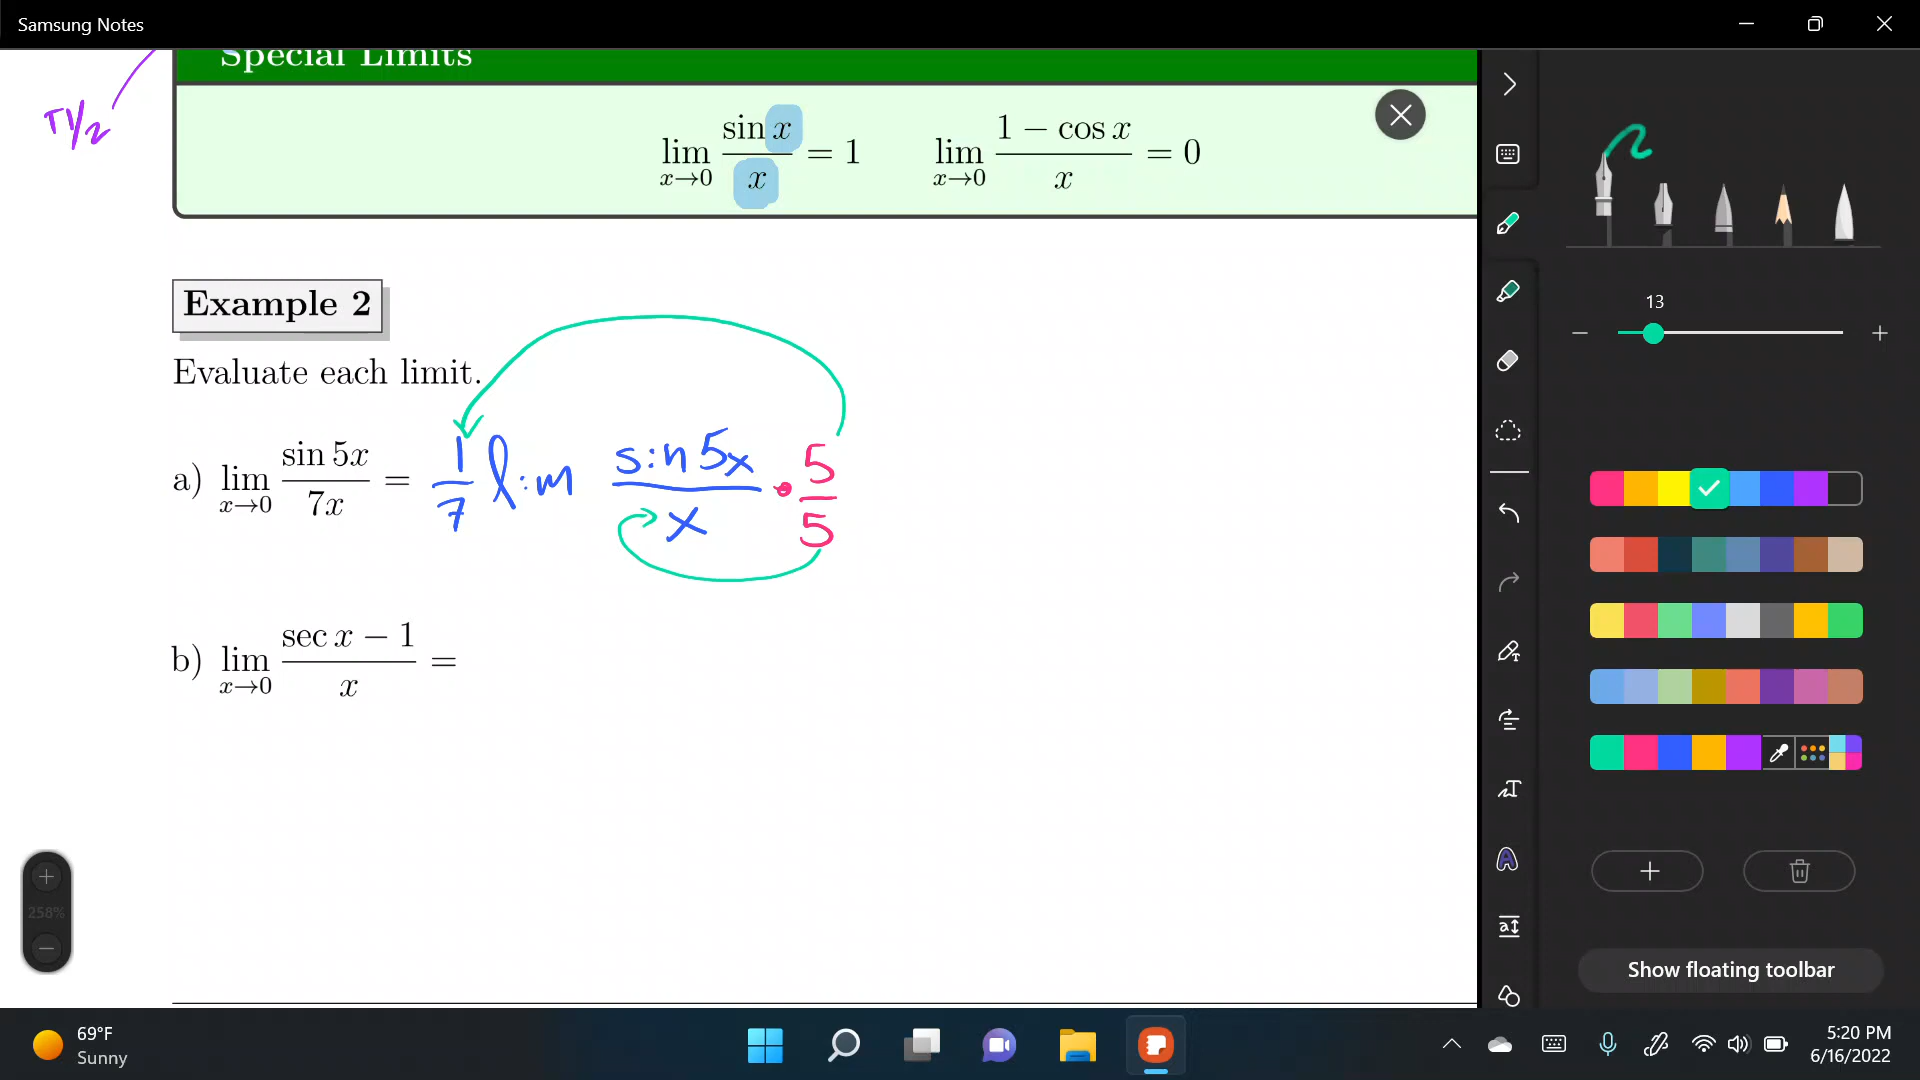 Samsung Notes
Special Limits
π/2
lim x→0 sin x / x = 1    lim x→0 1 − cos x / x = 0
Example 2
Evaluate each limit.
a) lim x→0 sin 5x / 7x = 1/7 lim sin 5x / x • 5/5
b) lim x→0 sec x − 1 / x =
13
258%
Show floating toolbar
69°F
Sunny
5:20 PM
6/16/2022